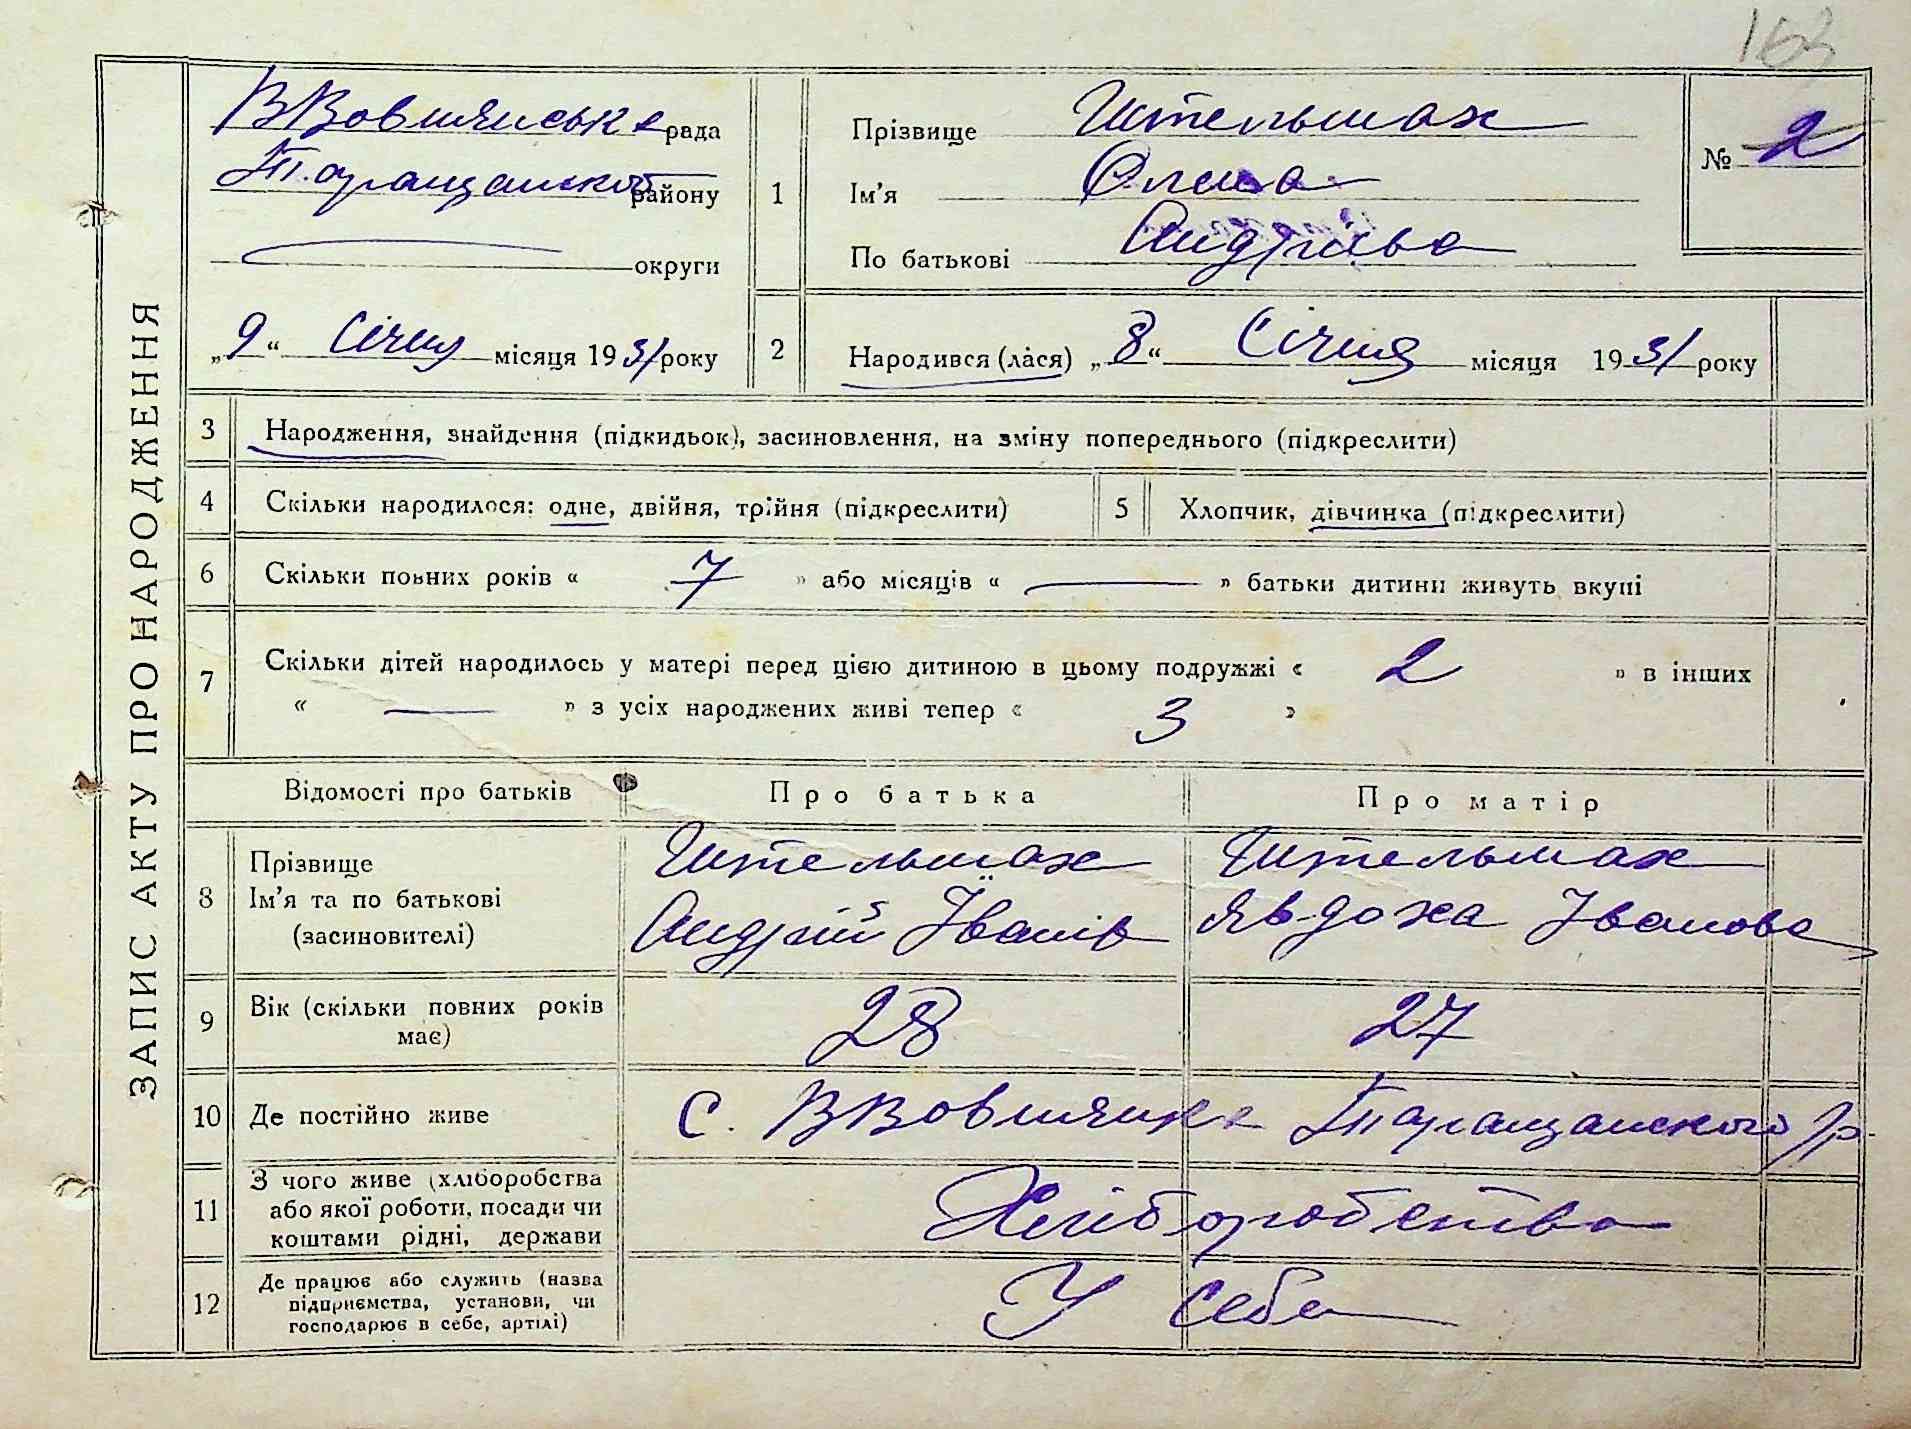 163
ЗАПИС АКТУ ПРО НАРОДЖЕННЯ
ВВовнянська рада
Таращанського району
округи
„9“ Січня місяця 1931 року
1
Прізвище Штельмах
Ім'я Олена
По батькові Андріїва
№ 2
2
Народився (лася) „8“ Січня місяця 1931 року
3 Народження, знайдення (підкидьок), засиновлення, на зміну попереднього (підкреслити)
4 Скільки народилося: одне, двійня, трійня (підкреслити) 5 Хлопчик, дівчинка (підкреслити)
6 Скільки повних років « 7 » або місяців « — » батьки дитини живуть вкупі
7 Скільки дітей народилось у матері перед цією дитиною в цьому подружжі « 2 » в інших
« — » з усіх народжених живі тепер « 3 »
Відомості про батьків Про батька Про матір
8 Прізвище Штельмах Штельмах
Ім'я та по батькові Андрій Іванів Явдоха Іванова
(засиновителі)
9 Вік (скільки повних років має) 28 27
10 Де постійно живе с. ВВовнянка Таращанського р.
11 З чого живе (хліборобства
або якої роботи, посади чи Хліборобства
коштами рідні, держави
12 Де працює або служить (назва
підприємства, установи, чи У себе
господарює в себе, артілі)